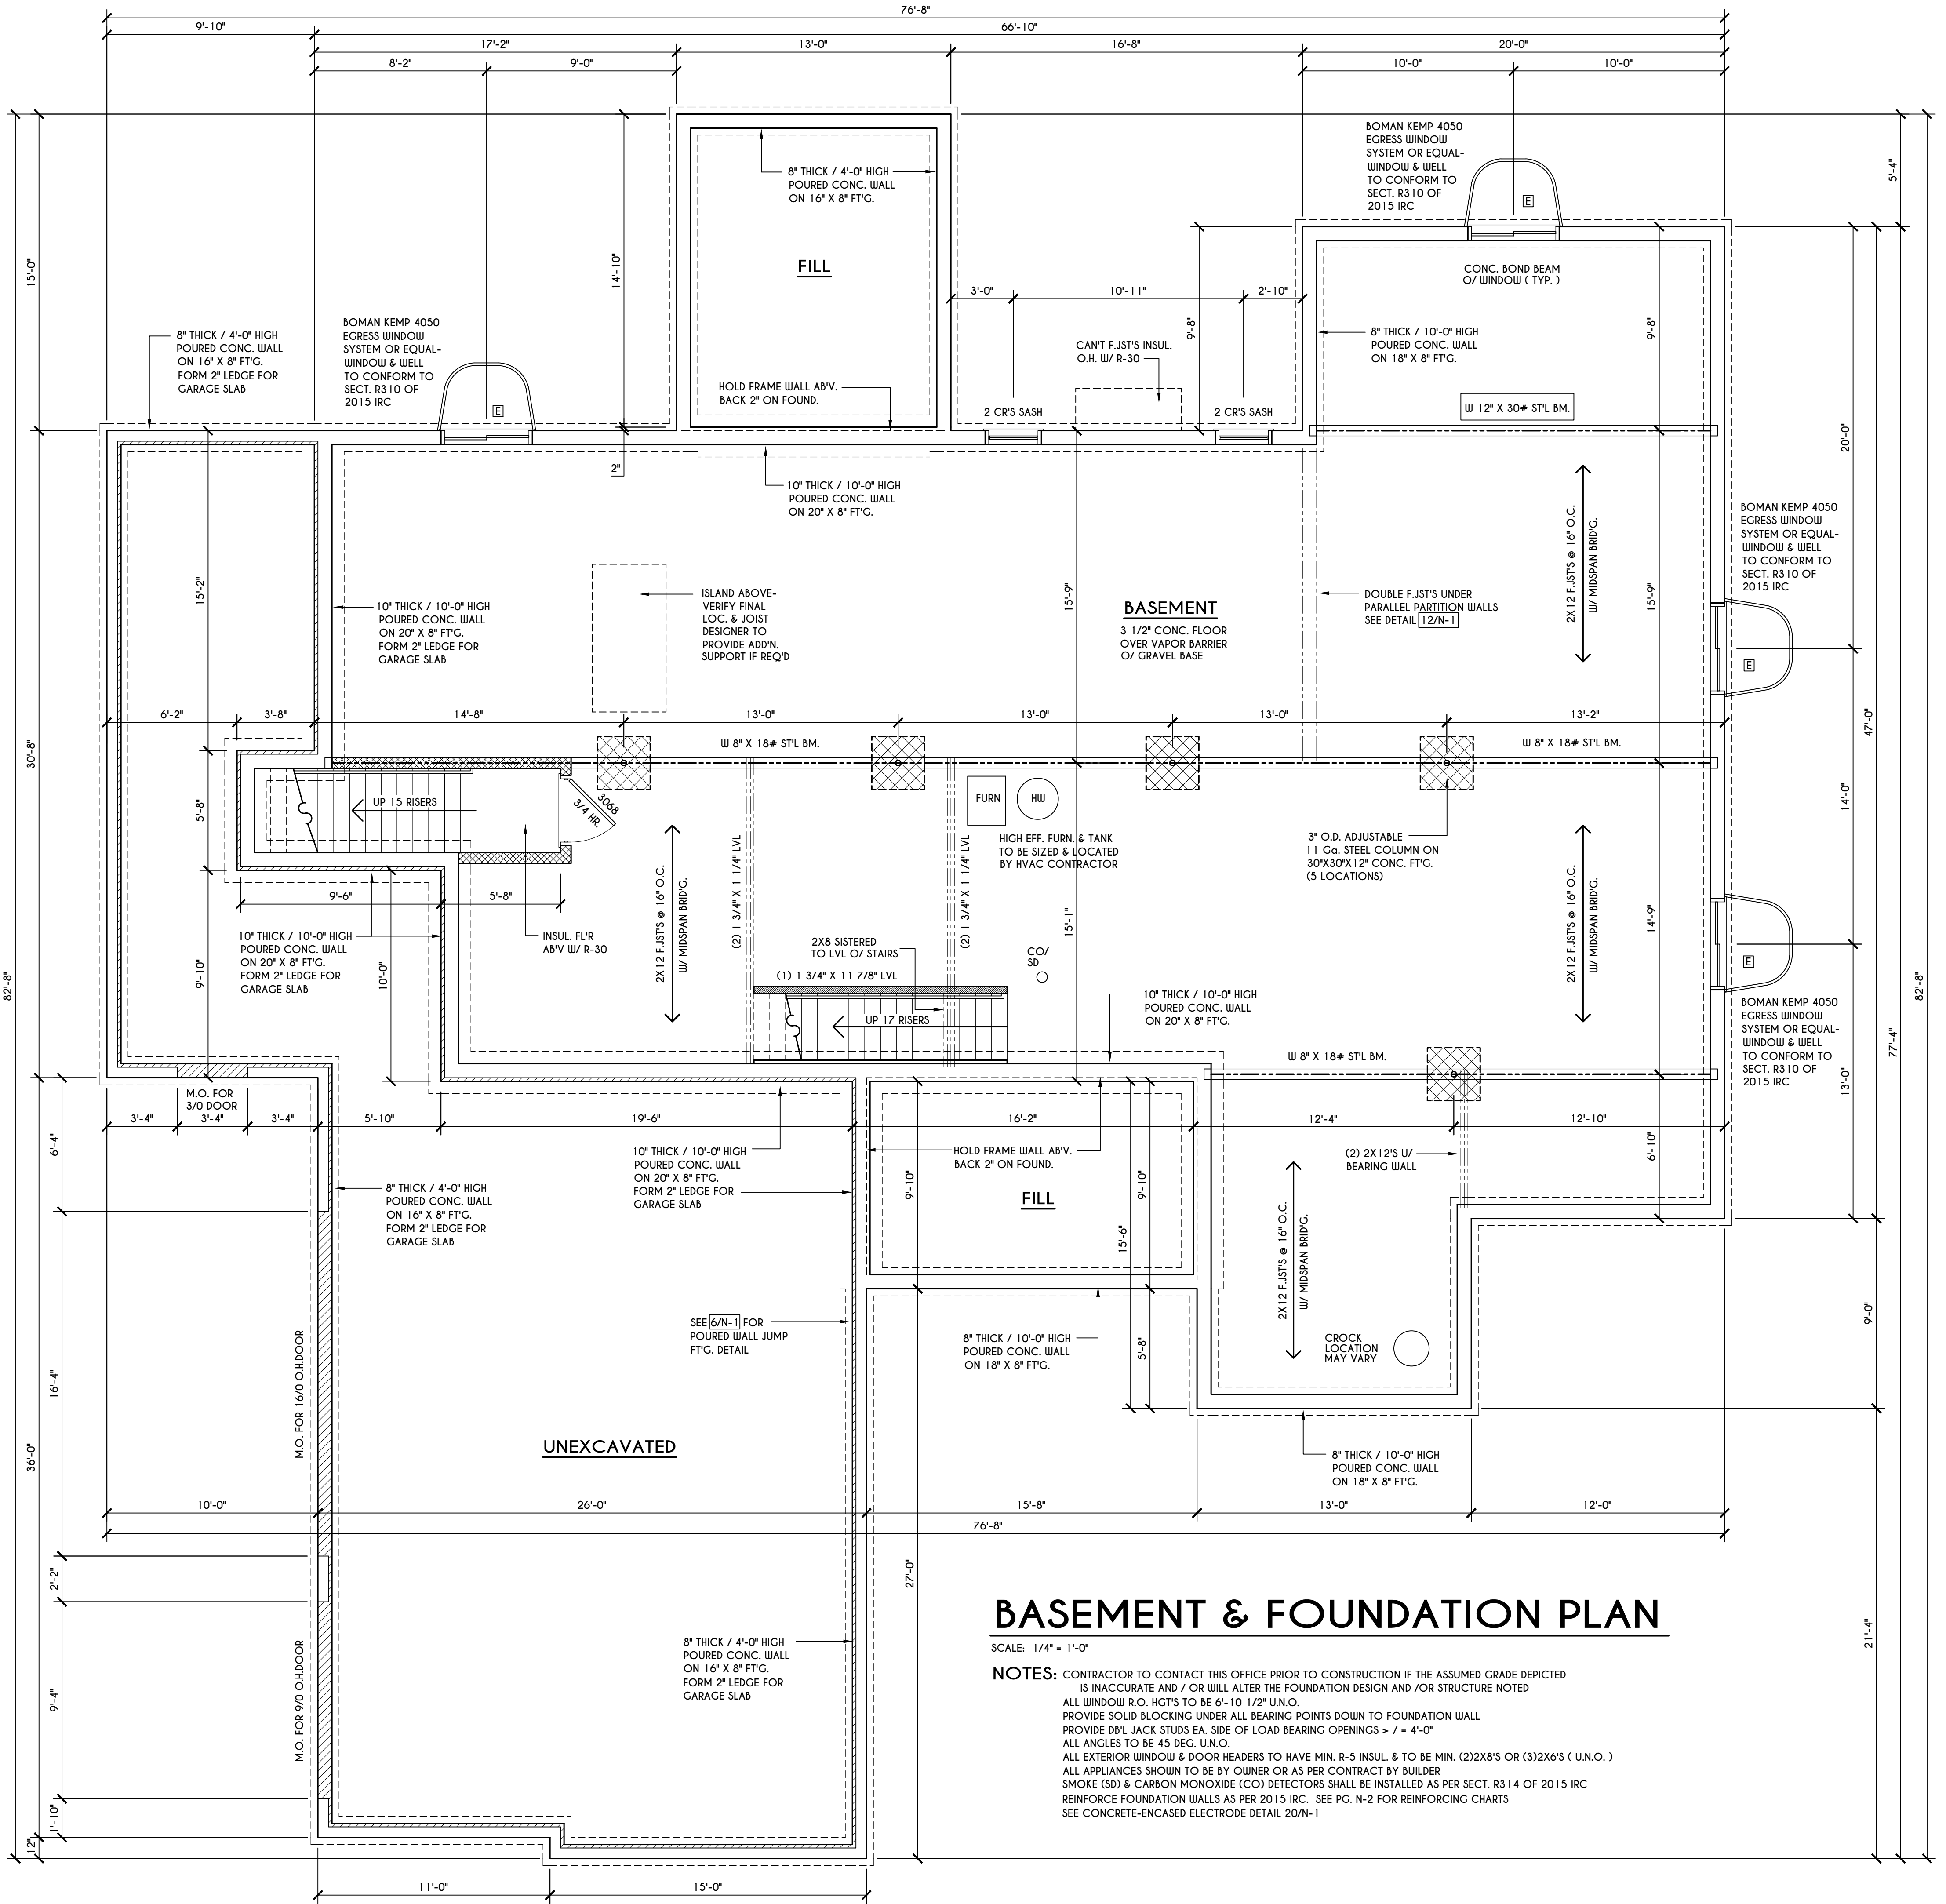 76'-8"
9'-10"
66'-10"
17'-2"
13'-0"
16'-8"
20'-0"
8'-2"
9'-0"
10'-0"
10'-0"
BOMAN KEMP 4050
EGRESS WINDOW
SYSTEM OR EQUAL-
WINDOW & WELL
TO CONFORM TO
SECT. R310 OF
2015 IRC
E
5'-4"
8" THICK / 4'-0" HIGH
POURED CONC. WALL
ON 16" X 8" FT'G.
FILL
15'-0"
14'-10"
CONC. BOND BEAM
O/ WINDOW ( TYP. )
3'-0"
10'-11"
2'-10"
9'-8"
9'-8"
8" THICK / 4'-0" HIGH
POURED CONC. WALL
ON 16" X 8" FT'G.
FORM 2" LEDGE FOR
GARAGE SLAB
BOMAN KEMP 4050
EGRESS WINDOW
SYSTEM OR EQUAL-
WINDOW & WELL
TO CONFORM TO
SECT. R310 OF
2015 IRC
E
8" THICK / 10'-0" HIGH
POURED CONC. WALL
ON 18" X 8" FT'G.
CAN'T F.JST'S INSUL.
O.H. W/ R-30
HOLD FRAME WALL AB'V.
BACK 2" ON FOUND.
2 CR'S SASH
2 CR'S SASH
W 12" X 30# ST'L BM.
20'-0"
2"
10" THICK / 10'-0" HIGH
POURED CONC. WALL
ON 20" X 8" FT'G.
BOMAN KEMP 4050
EGRESS WINDOW
SYSTEM OR EQUAL-
WINDOW & WELL
TO CONFORM TO
SECT. R310 OF
2015 IRC
E
2X12 F.JST'S @ 16" O.C.
W/ MIDSPAN BRID'G.
15'-2"
10" THICK / 10'-0" HIGH
POURED CONC. WALL
ON 20" X 8" FT'G.
FORM 2" LEDGE FOR
GARAGE SLAB
ISLAND ABOVE-
VERIFY FINAL
LOC. & JOIST
DESIGNER TO
PROVIDE ADD'N.
SUPPORT IF REQ'D
15'-9"
BASEMENT
3 1/2" CONC. FLOOR
OVER VAPOR BARRIER
O/ GRAVEL BASE
DOUBLE F.JST'S UNDER
PARALLEL PARTITION WALLS
SEE DETAIL 12/N-1
15'-9"
30'-8"
47'-0"
6'-2"
3'-8"
14'-8"
13'-0"
13'-0"
13'-0"
13'-2"
W 8" X 18# ST'L BM.
W 8" X 18# ST'L BM.
UP 15 RISERS
3068
3/4 HR.
5'-8"
FURN
HW
HIGH EFF. FURN. & TANK
TO BE SIZED & LOCATED
BY HVAC CONTRACTOR
3" O.D. ADJUSTABLE
11 Ga. STEEL COLUMN ON
30"X30"X12" CONC. FT'G.
(5 LOCATIONS)
14'-0"
9'-6"
5'-8"
10" THICK / 10'-0" HIGH
POURED CONC. WALL
ON 20" X 8" FT'G.
FORM 2" LEDGE FOR
GARAGE SLAB
INSUL. FL'R
AB'V W/ R-30
9'-10"
10'-0"
2X12 F.JST'S @ 16" O.C.
W/ MIDSPAN BRID'G.
(2) 1 3/4" X 1 1/4" LVL
2X8 SISTERED
TO LVL O/ STAIRS
(1) 1 3/4" X 11 7/8" LVL
(2) 1 3/4" X 1 1/4" LVL
CO/
SD
15'-1"
2X12 F.JST'S @ 16" O.C.
W/ MIDSPAN BRID'G.
14'-9"
E
82'-8"
82'-8"
77'-4"
UP 17 RISERS
10" THICK / 10'-0" HIGH
POURED CONC. WALL
ON 20" X 8" FT'G.
BOMAN KEMP 4050
EGRESS WINDOW
SYSTEM OR EQUAL-
WINDOW & WELL
TO CONFORM TO
SECT. R310 OF
2015 IRC
13'-0"
W 8" X 18# ST'L BM.
M.O. FOR
3/0 DOOR
3'-4"
3'-4"
3'-4"
5'-10"
19'-6"
16'-2"
12'-4"
12'-10"
6'-4"
10" THICK / 10'-0" HIGH
POURED CONC. WALL
ON 20" X 8" FT'G.
FORM 2" LEDGE FOR
GARAGE SLAB
HOLD FRAME WALL AB'V.
BACK 2" ON FOUND.
(2) 2X12'S U/
BEARING WALL
6'-10"
8" THICK / 4'-0" HIGH
POURED CONC. WALL
ON 16" X 8" FT'G.
FORM 2" LEDGE FOR
GARAGE SLAB
9'-10"
FILL
9'-10"
15'-6"
2X12 F.JST'S @ 16" O.C.
W/ MIDSPAN BRID'G.
SEE 6/N-1 FOR
POURED WALL JUMP
FT'G. DETAIL
8" THICK / 10'-0" HIGH
POURED CONC. WALL
ON 18" X 8" FT'G.
5'-8"
CROCK
LOCATION
MAY VARY
9'-0"
16'-4"
M.O. FOR 16/0 O.H.DOOR
UNEXCAVATED
8" THICK / 10'-0" HIGH
POURED CONC. WALL
ON 18" X 8" FT'G.
36'-0"
10'-0"
26'-0"
15'-8"
13'-0"
12'-0"
76'-8"
2'-2"
27'-0"
21'-4"
BASEMENT & FOUNDATION PLAN
SCALE: 1/4" = 1'-0"
8" THICK / 4'-0" HIGH
POURED CONC. WALL
ON 16" X 8" FT'G.
FORM 2" LEDGE FOR
GARAGE SLAB
9'-4"
M.O. FOR 9/0 O.H.DOOR
NOTES: CONTRACTOR TO CONTACT THIS OFFICE PRIOR TO CONSTRUCTION IF THE ASSUMED GRADE DEPICTED
IS INACCURATE AND / OR WILL ALTER THE FOUNDATION DESIGN AND /OR STRUCTURE NOTED
ALL WINDOW R.O. HGT'S TO BE 6'-10 1/2" U.N.O.
PROVIDE SOLID BLOCKING UNDER ALL BEARING POINTS DOWN TO FOUNDATION WALL
PROVIDE DB'L JACK STUDS EA. SIDE OF LOAD BEARING OPENINGS > / = 4'-0"
ALL ANGLES TO BE 45 DEG. U.N.O.
ALL EXTERIOR WINDOW & DOOR HEADERS TO HAVE MIN. R-5 INSUL. & TO BE MIN. (2)2X8'S OR (3)2X6'S ( U.N.O. )
ALL APPLIANCES SHOWN TO BE BY OWNER OR AS PER CONTRACT BY BUILDER
SMOKE (SD) & CARBON MONOXIDE (CO) DETECTORS SHALL BE INSTALLED AS PER SECT. R314 OF 2015 IRC
REINFORCE FOUNDATION WALLS AS PER 2015 IRC. SEE PG. N-2 FOR REINFORCING CHARTS
SEE CONCRETE-ENCASED ELECTRODE DETAIL 20/N-1
1'-10"
12"
11'-0"
15'-0"